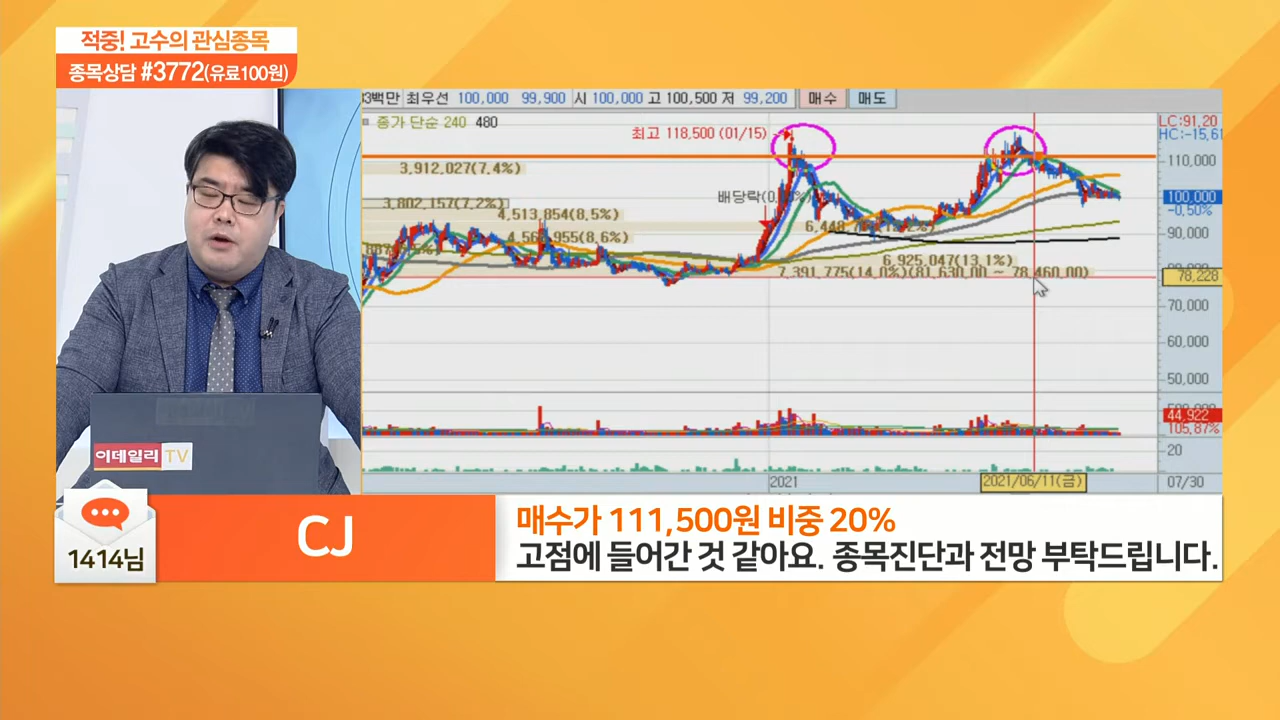 적중! 고수의 관심종목
종목상담 #3772(유료100원)
3백만 최우선 100,000 99,900 시 100,000 고 100,500 저 99,200 매수 매도
종가 단순 240 480
최고 118,500 (01/15)
LC:91,20
HC:-15,61
3,912,027(7.4%)
110,000
배당락(0
3,802,157(7.2%)
100,000
-0,50%
4,513,854(8.5%)
4,568,955(8.6%)
90,000
6,925,047(13.1%)
7,391,775(14.0%)(81,630,00 ~ 78,460,00)
78,228
70,000
60,000
50,000
44,922
105,87%
20
2021
2021/06/11(금)
07/30
이데일리 TV
1414님
CJ
매수가 111,500원 비중 20%
고점에 들어간 것 같아요. 종목진단과 전망 부탁드립니다.